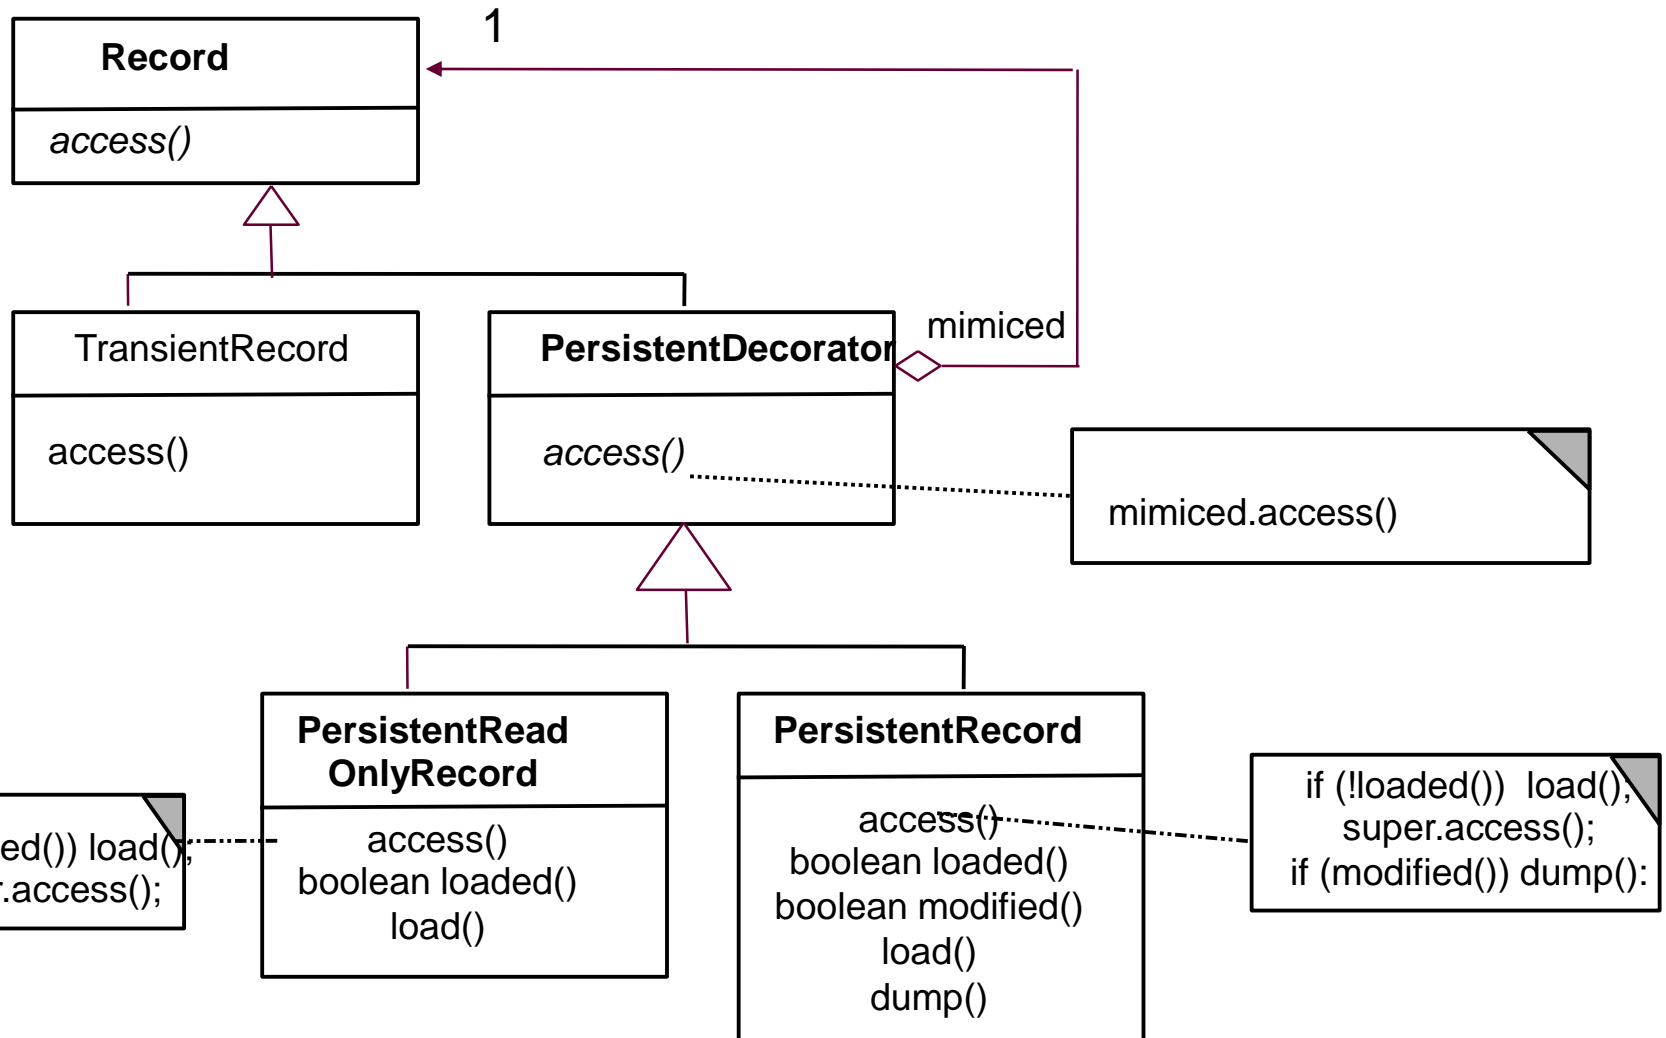 1
Record
access()
mimiced
TransientRecord
PersistentDecorator
access()
access()
mimiced.access()
PersistentRead
OnlyRecord
PersistentRecord
if (!loaded()) load();
super.access();
if (modified()) dump():
ed()) load();
.access();
access()
boolean loaded()
load()
access()
boolean loaded()
boolean modified()
load()
dump()